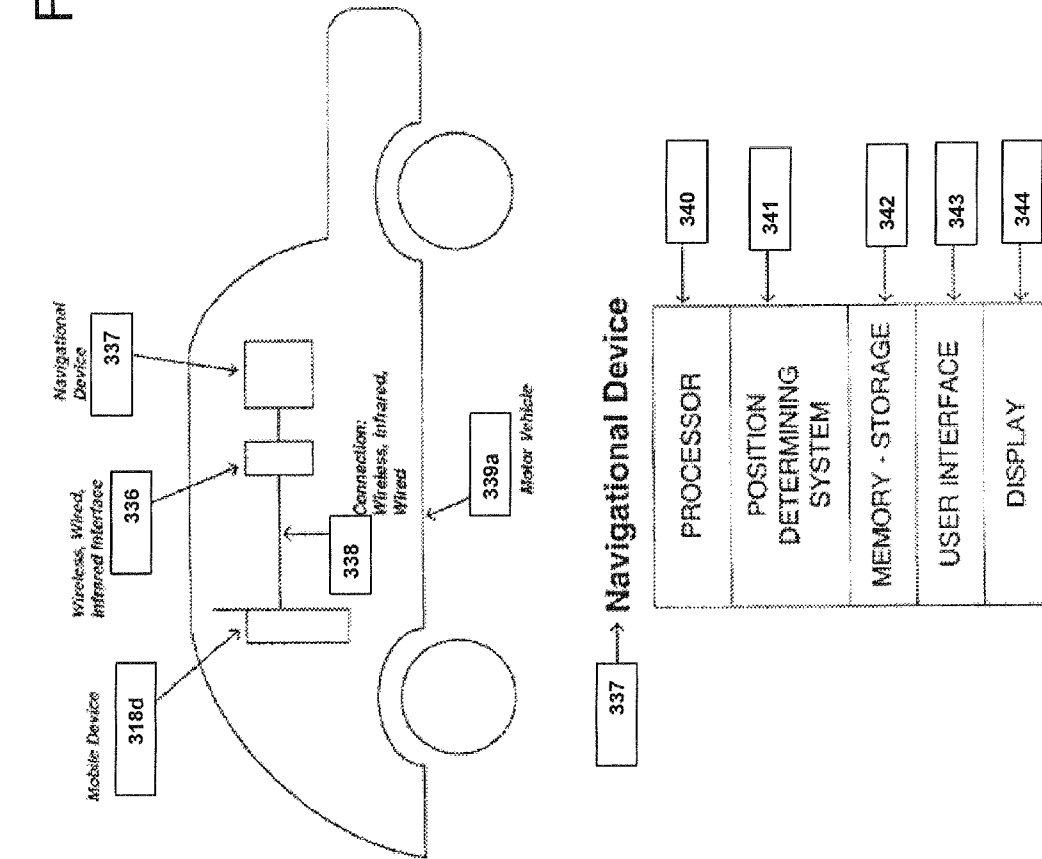 F
Mobile Device
318d
Wireless, Wired,
Infrared Interface
336
Navigational
Device
337
Connection:
Wireless, Infrared,
Wired
338
339a
Motor Vehicle
337
Navigational Device
PROCESSOR
340
POSITION
DETERMINING
SYSTEM
341
MEMORY - STORAGE
342
USER INTERFACE
343
DISPLAY
344